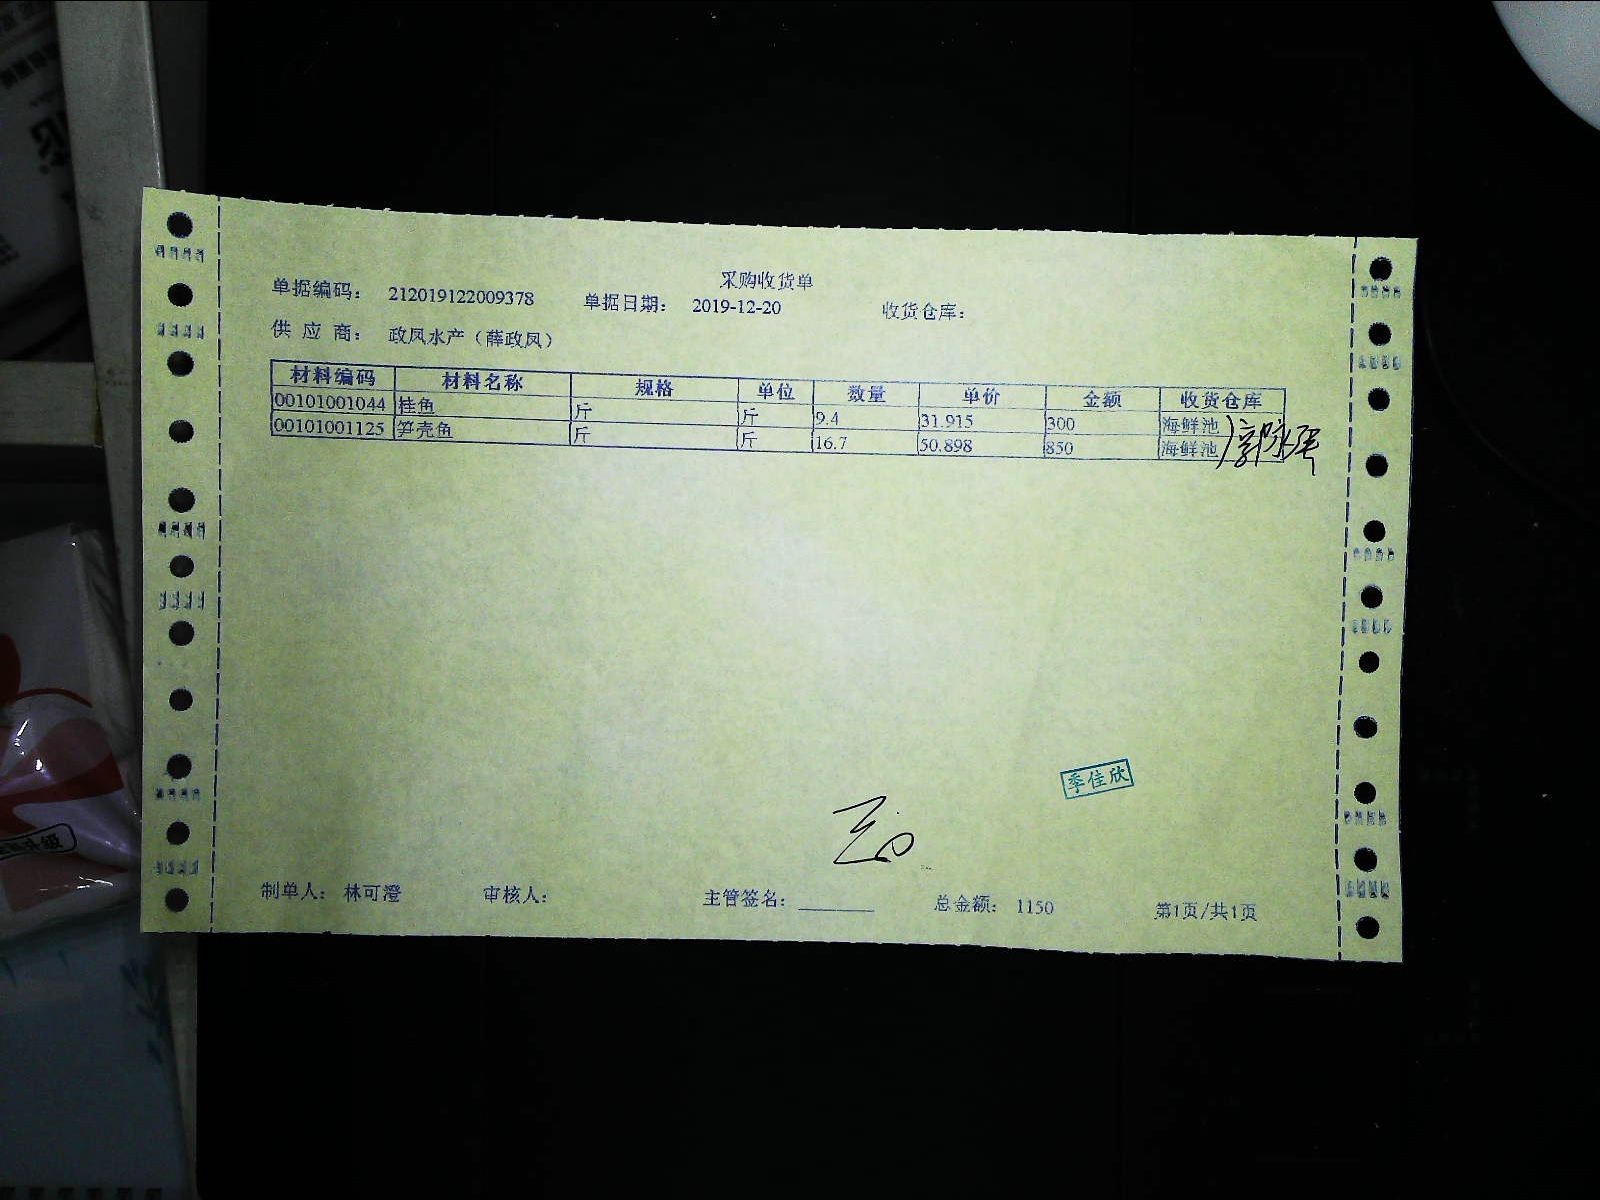 采购收货单
单据编码: 212019122009378 单据日期: 2019-12-20 收货仓库:
供 应 商: 政凤水产（薛政凤）
材料编码 材料名称 规格 单位 数量 单价 金额 收货仓库
00101001044 桂鱼 斤 斤 9.4 31.915 300 海鲜池
00101001125 笋壳鱼 斤 斤 16.7 50.898 850 海鲜池
季佳欣
制单人: 林可澄 审核人: 主管签名: 总金额: 1150 第1页/共1页